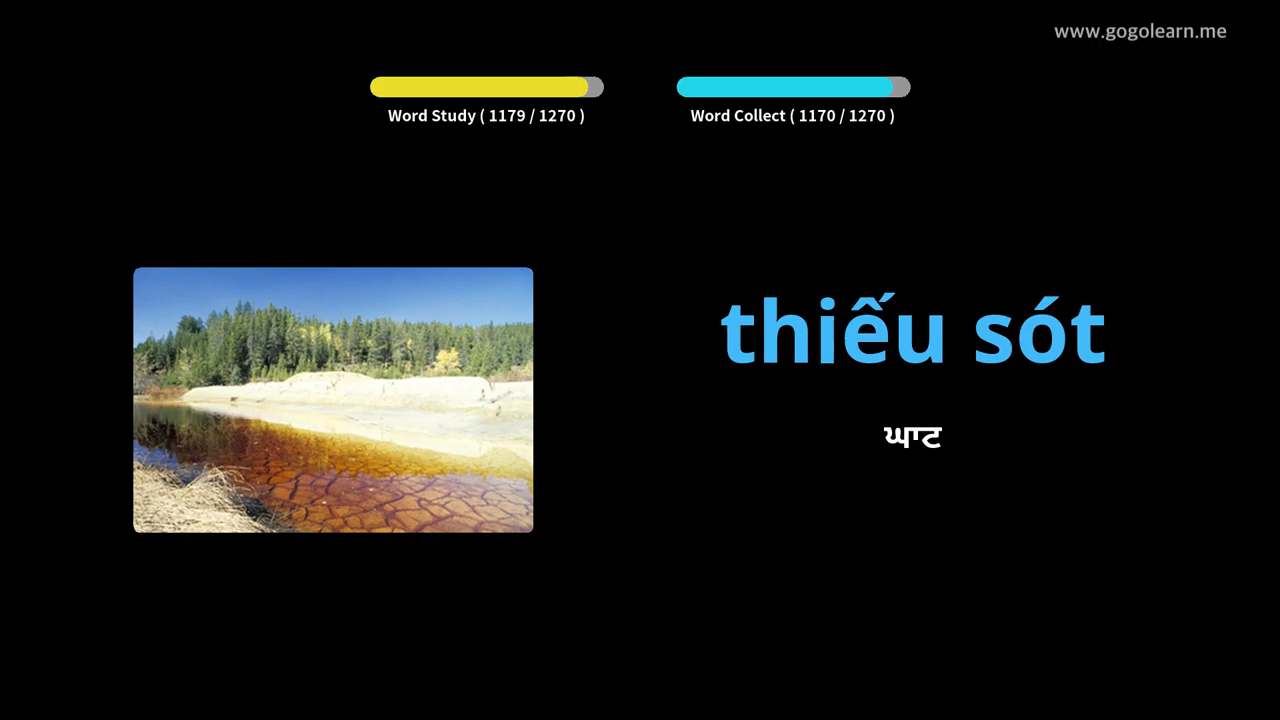 www.gogolearn.me
Word Study ( 1179 / 1270 )
Word Collect ( 1170 / 1270 )
thiếu sót
ਘਾਟ